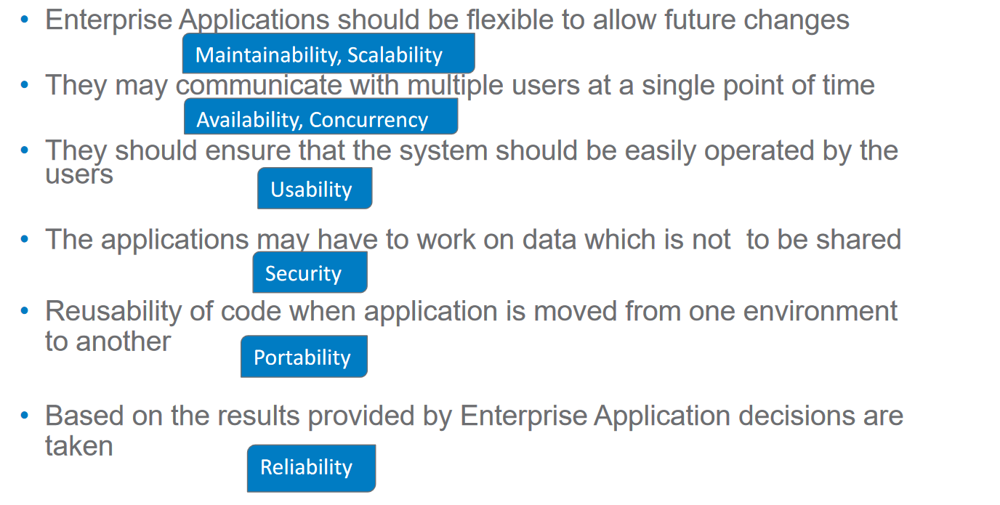 • Enterprise Applications should be flexible to allow future changes
Maintainability, Scalability
• They may communicate with multiple users at a single point of time
Availability, Concurrency
• They should ensure that the system should be easily operated by the
users
Usability
• The applications may have to work on data which is not  to be shared
Security
• Reusability of code when application is moved from one environment
to another
Portability
• Based on the results provided by Enterprise Application decisions are
taken
Reliability